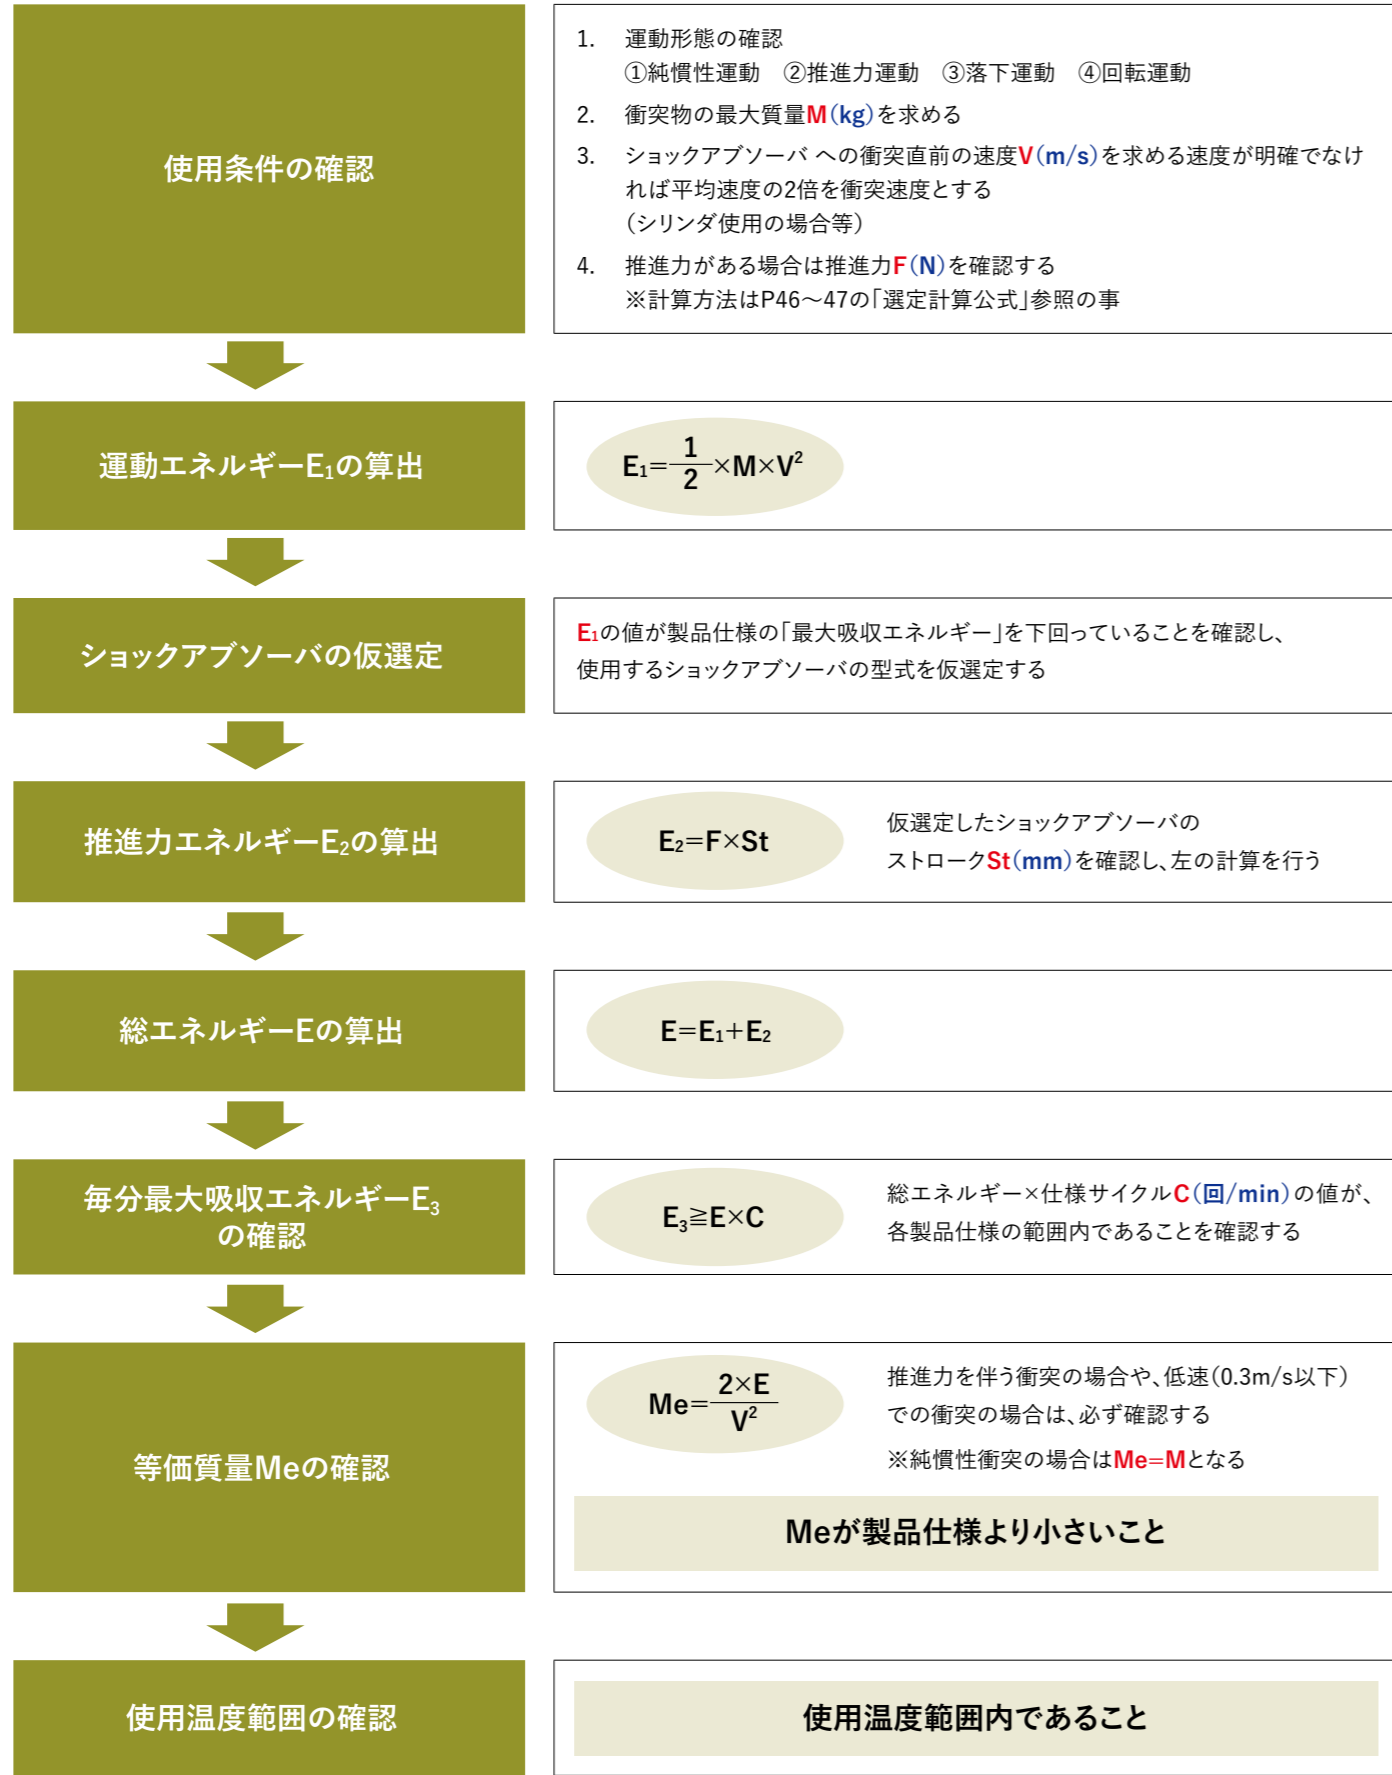 使用条件の確認
1. 運動形態の確認
①純慣性運動 ②推進力運動 ③落下運動 ④回転運動
2. 衝突物の最大質量M(kg)を求める
3. ショックアブソーバ への衝突直前の速度V(m/s)を求める速度が明確でなけ
れば平均速度の2倍を衝突速度とする
(シリンダ使用の場合等)
4. 推進力がある場合は推進力F(N)を確認する
※計算方法はP46〜47の「選定計算公式」参照の事
運動エネルギーE₁の算出
E₁=1/2×M×V²
ショックアブソーバの仮選定
E₁の値が製品仕様の「最大吸収エネルギー」を下回っていることを確認し、
使用するショックアブソーバの型式を仮選定する
推進力エネルギーE₂の算出
E₂=F×St
仮選定したショックアブソーバの
ストロークSt(mm)を確認し、左の計算を行う
総エネルギーEの算出
E=E₁+E₂
毎分最大吸収エネルギーE₃
の確認
E₃≧E×C
総エネルギー×仕様サイクルC(回/min)の値が、
各製品仕様の範囲内であることを確認する
等価質量Meの確認
Me=2×E/V²
推進力を伴う衝突の場合や、低速(0.3m/s以下)
での衝突の場合は、必ず確認する
※純慣性衝突の場合はMe=Mとなる
Meが製品仕様より小さいこと
使用温度範囲の確認
使用温度範囲内であること